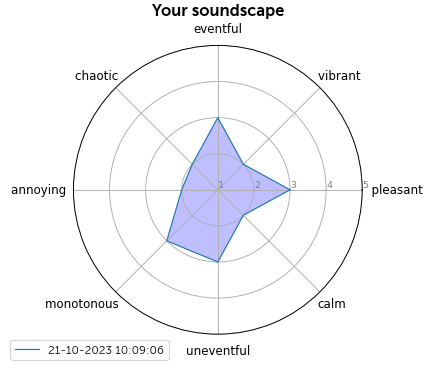 Your soundscape
eventful
chaotic
vibrant
annoying
1 2 3 4 5
pleasant
monotonous
calm
uneventful
21-10-2023 10:09:06